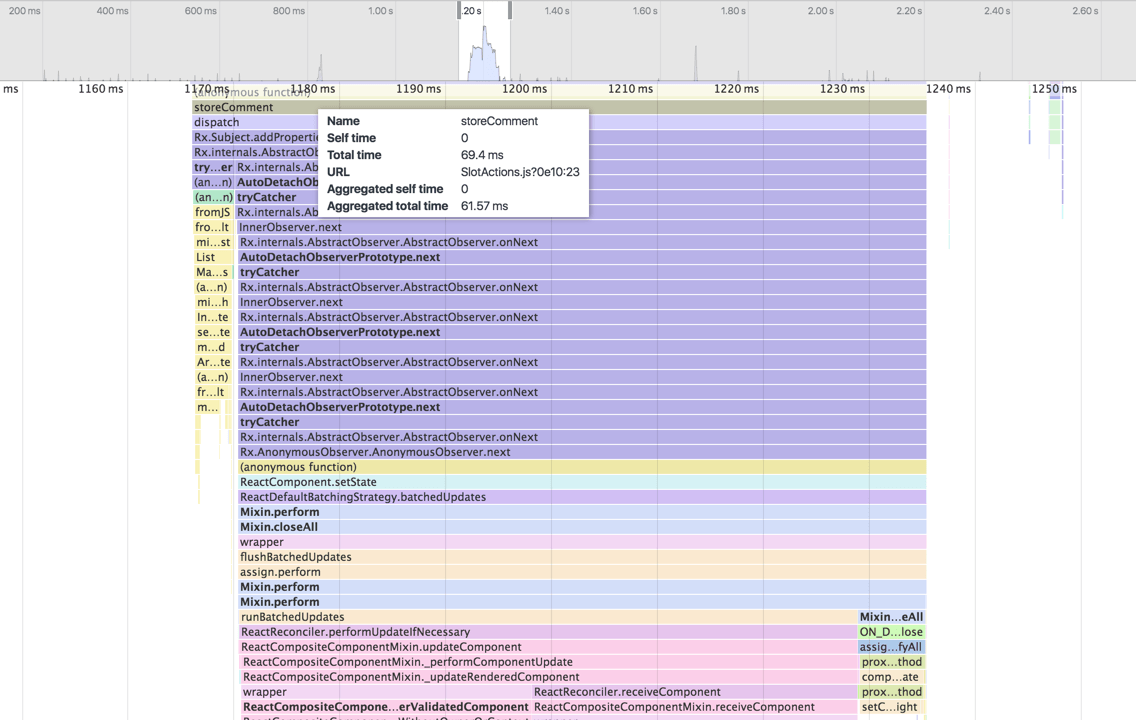 200 ms 400 ms 600 ms 800 ms 1.00 s .20 s 1.40 s 1.60 s 1.80 s 2.00 s 2.20 s 2.40 s 2.60 s
ms 1160 ms 1170 ms 1180 ms 1190 ms 1200 ms 1210 ms 1220 ms 1230 ms 1240 ms 1250 ms
(anonymous function)
storeComment
dispatch
Rx.Subject.addProperti
Rx.internals.AbstractOb
try...er Rx.internals.Ab
(an...n) AutoDetachOb
(an...n) tryCatcher
fromJS Rx.internals.Ab
Name storeComment
Self time 0
Total time 69.4 ms
URL SlotActions.js?0e10:23
Aggregated self time 0
Aggregated total time 61.57 ms
fro...lt InnerObserver.next
mi...st Rx.internals.AbstractObserver.AbstractObserver.onNext
List AutoDetachObserverPrototype.next
Ma...s tryCatcher
(a...n) Rx.internals.AbstractObserver.AbstractObserver.onNext
mi...h InnerObserver.next
In...te Rx.internals.AbstractObserver.AbstractObserver.onNext
se...te AutoDetachObserverPrototype.next
m...d tryCatcher
Ar...te Rx.internals.AbstractObserver.AbstractObserver.onNext
(a...n) InnerObserver.next
fr...lt Rx.internals.AbstractObserver.AbstractObserver.onNext
m... AutoDetachObserverPrototype.next
tryCatcher
Rx.internals.AbstractObserver.AbstractObserver.onNext
Rx.AnonymousObserver.AnonymousObserver.next
(anonymous function)
ReactComponent.setState
ReactDefaultBatchingStrategy.batchedUpdates
Mixin.perform
Mixin.closeAll
wrapper
flushBatchedUpdates
assign.perform
Mixin.perform
Mixin.perform
runBatchedUpdates Mixin...eAll
ReactReconciler.performUpdateIfNecessary ON_D...lose
ReactCompositeComponentMixin.updateComponent assig...fyAll
ReactCompositeComponentMixin._performComponentUpdate prox...thod
ReactCompositeComponentMixin._updateRenderedComponent comp...ate
wrapper ReactReconciler.receiveComponent prox...thod
ReactCompositeCompone...erValidatedComponent ReactCompositeComponentMixin.receiveComponent setC...ight